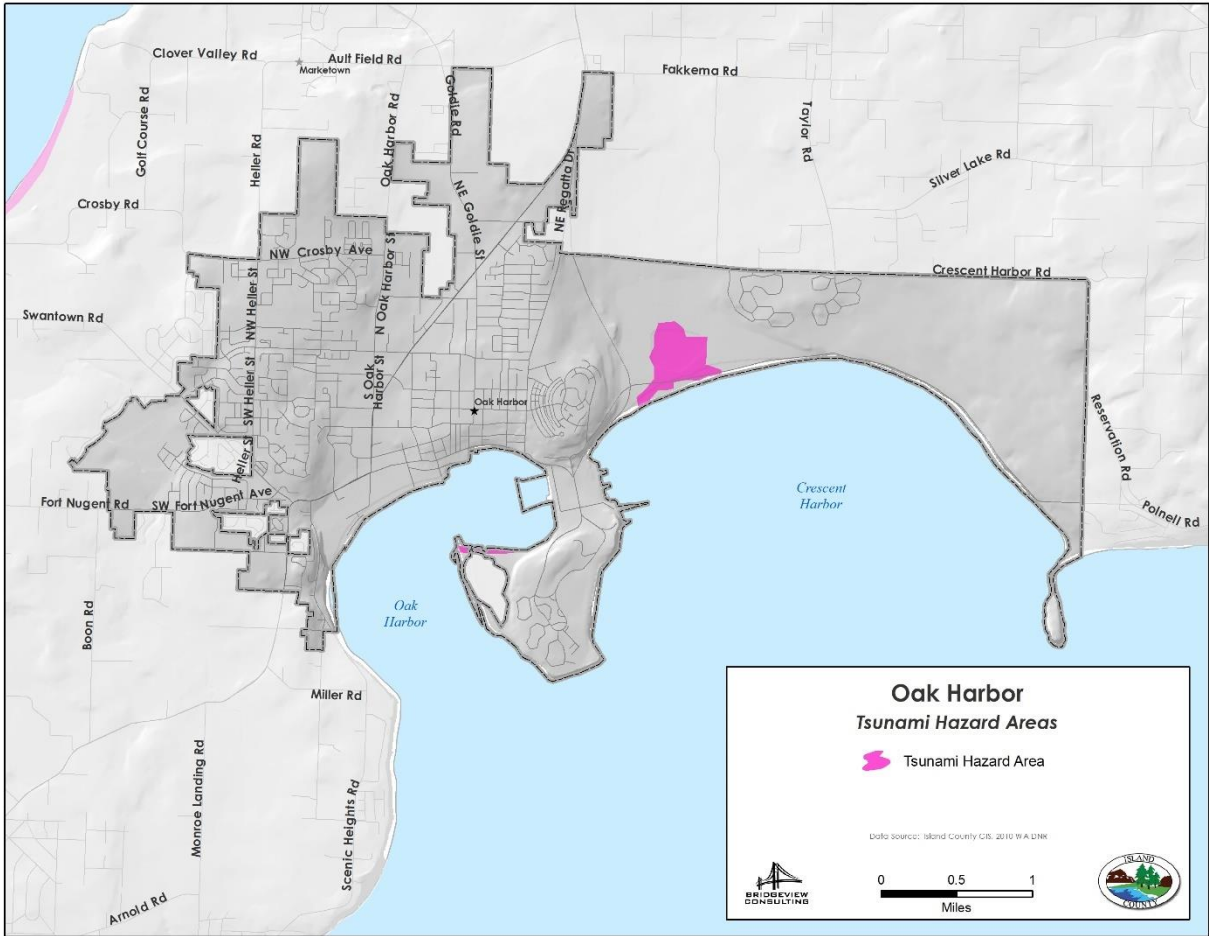 Clover Valley Rd
Ault Field Rd
Marketown
Fakkema Rd
Golf Course Rd
Heller Rd
Oak Harbor Rd
Goldie Rd
Taylor Rd
Silver Lake Rd
Crosby Rd
NE Goldie St
NE Regatta Dr
NW Crosby Ave
Crescent Harbor Rd
Swantown Rd
NW Heller St
N Oak Harbor St
SW Heller St
S Oak
Harbor St
Oak Harbor
Heller St
Reservation Rd
Fort Nugent Rd
SW Fort Nugent Ave
Crescent
Harbor
Polnell Rd
Oak
Harbor
Boon Rd
Miller Rd
Monroe Landing Rd
Scenic Heights Rd
Arnold Rd
Oak Harbor
Tsunami Hazard Areas
Tsunami Hazard Area
Data Source: Island County GIS, 2010 WA DNR
BRIDGEVIEW
CONSULTING
0 0.5 1
Miles
ISLAND
COUNTY